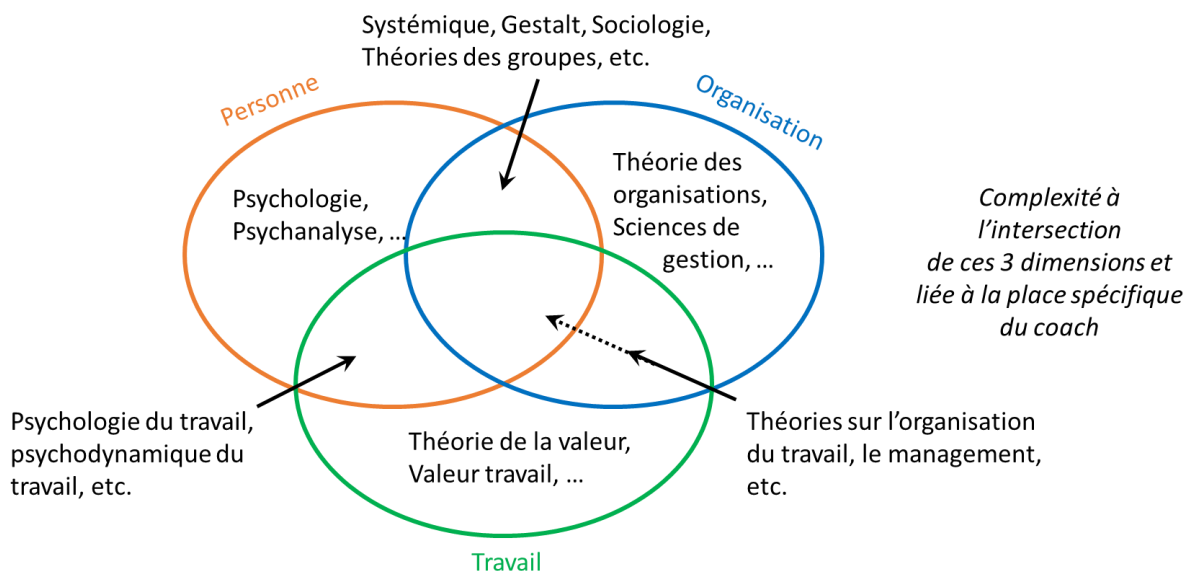 Systémique, Gestalt, Sociologie,
Théories des groupes, etc.
Personne
Organisation
Psychologie,
Psychanalyse, ...
Théorie des
organisations,
Sciences de
gestion, ...
Complexité à
l’intersection
de ces 3 dimensions et
liée à la place spécifique
du coach
Psychologie du travail,
psychodynamique du
travail, etc.
Théorie de la valeur,
Valeur travail, ...
Théories sur l’organisation
du travail, le management,
etc.
Travail